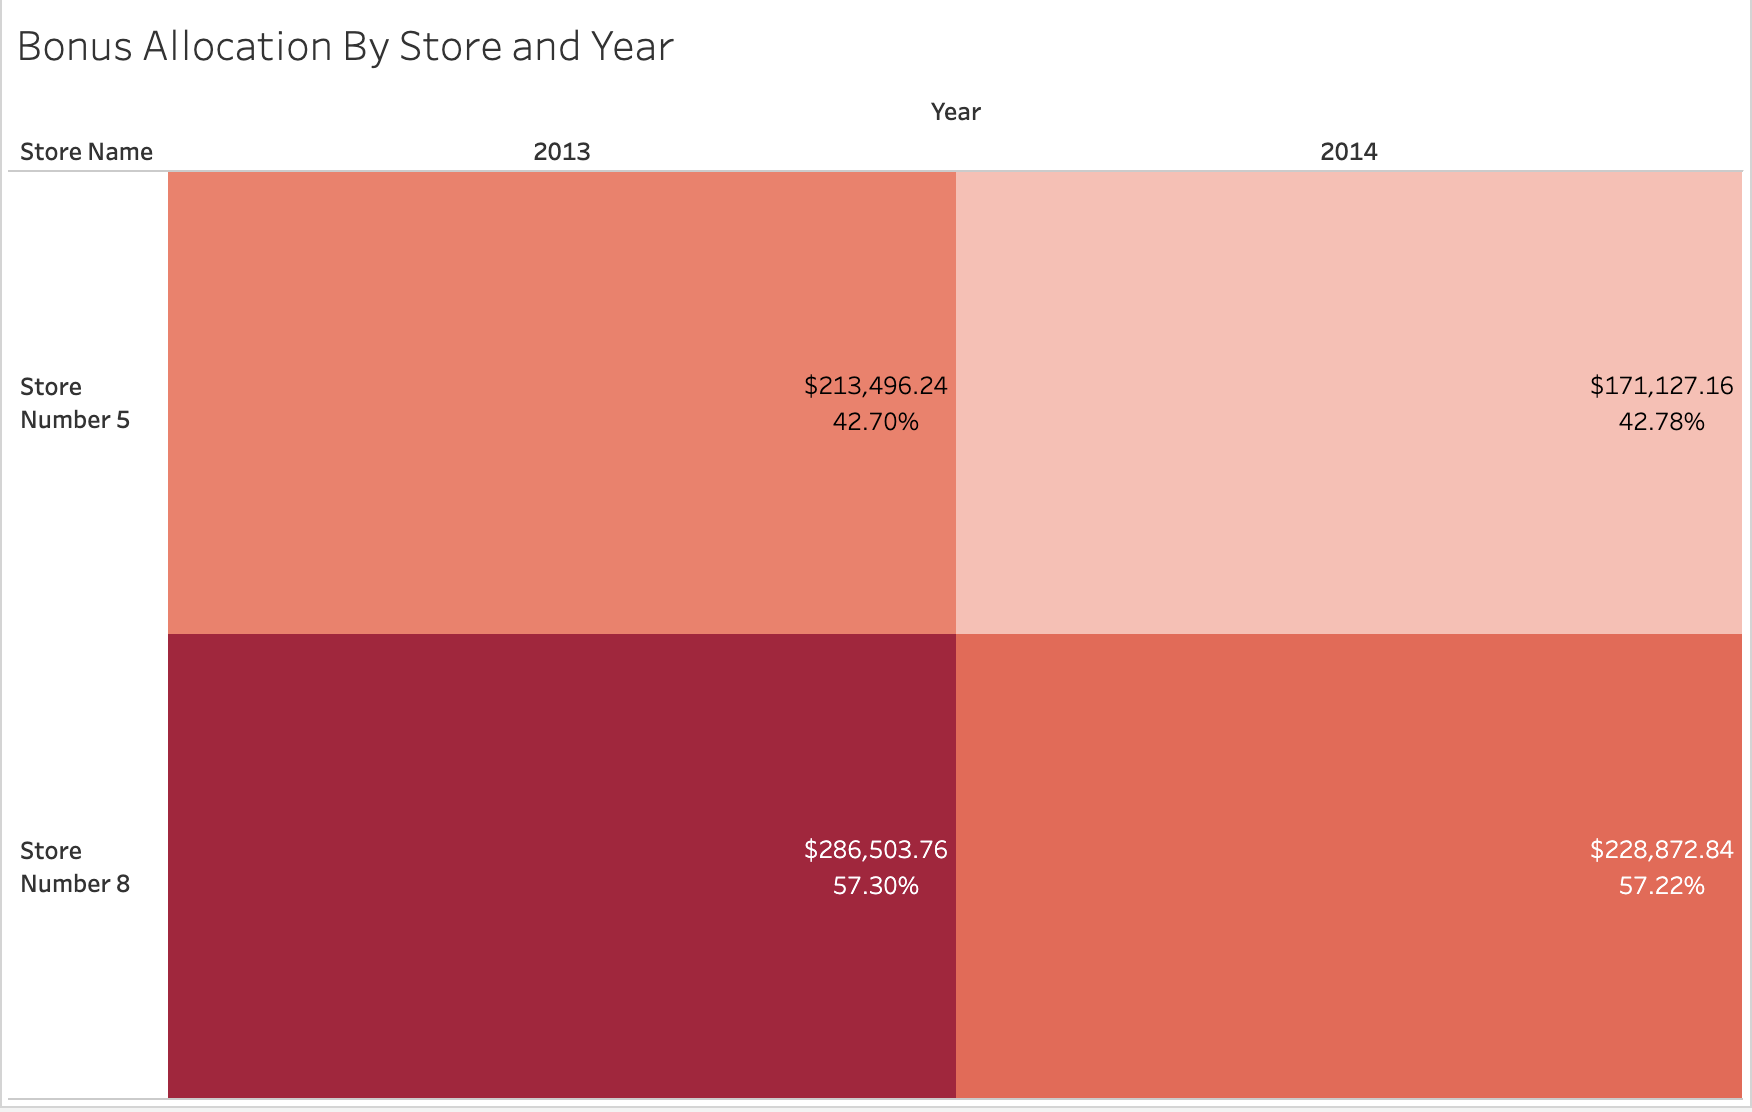 Bonus Allocation By Store and Year
Year
Store Name 2013 2014
Store
Number 5
$213,496.24
42.70%
$171,127.16
42.78%
Store
Number 8
$286,503.76
57.30%
$228,872.84
57.22%